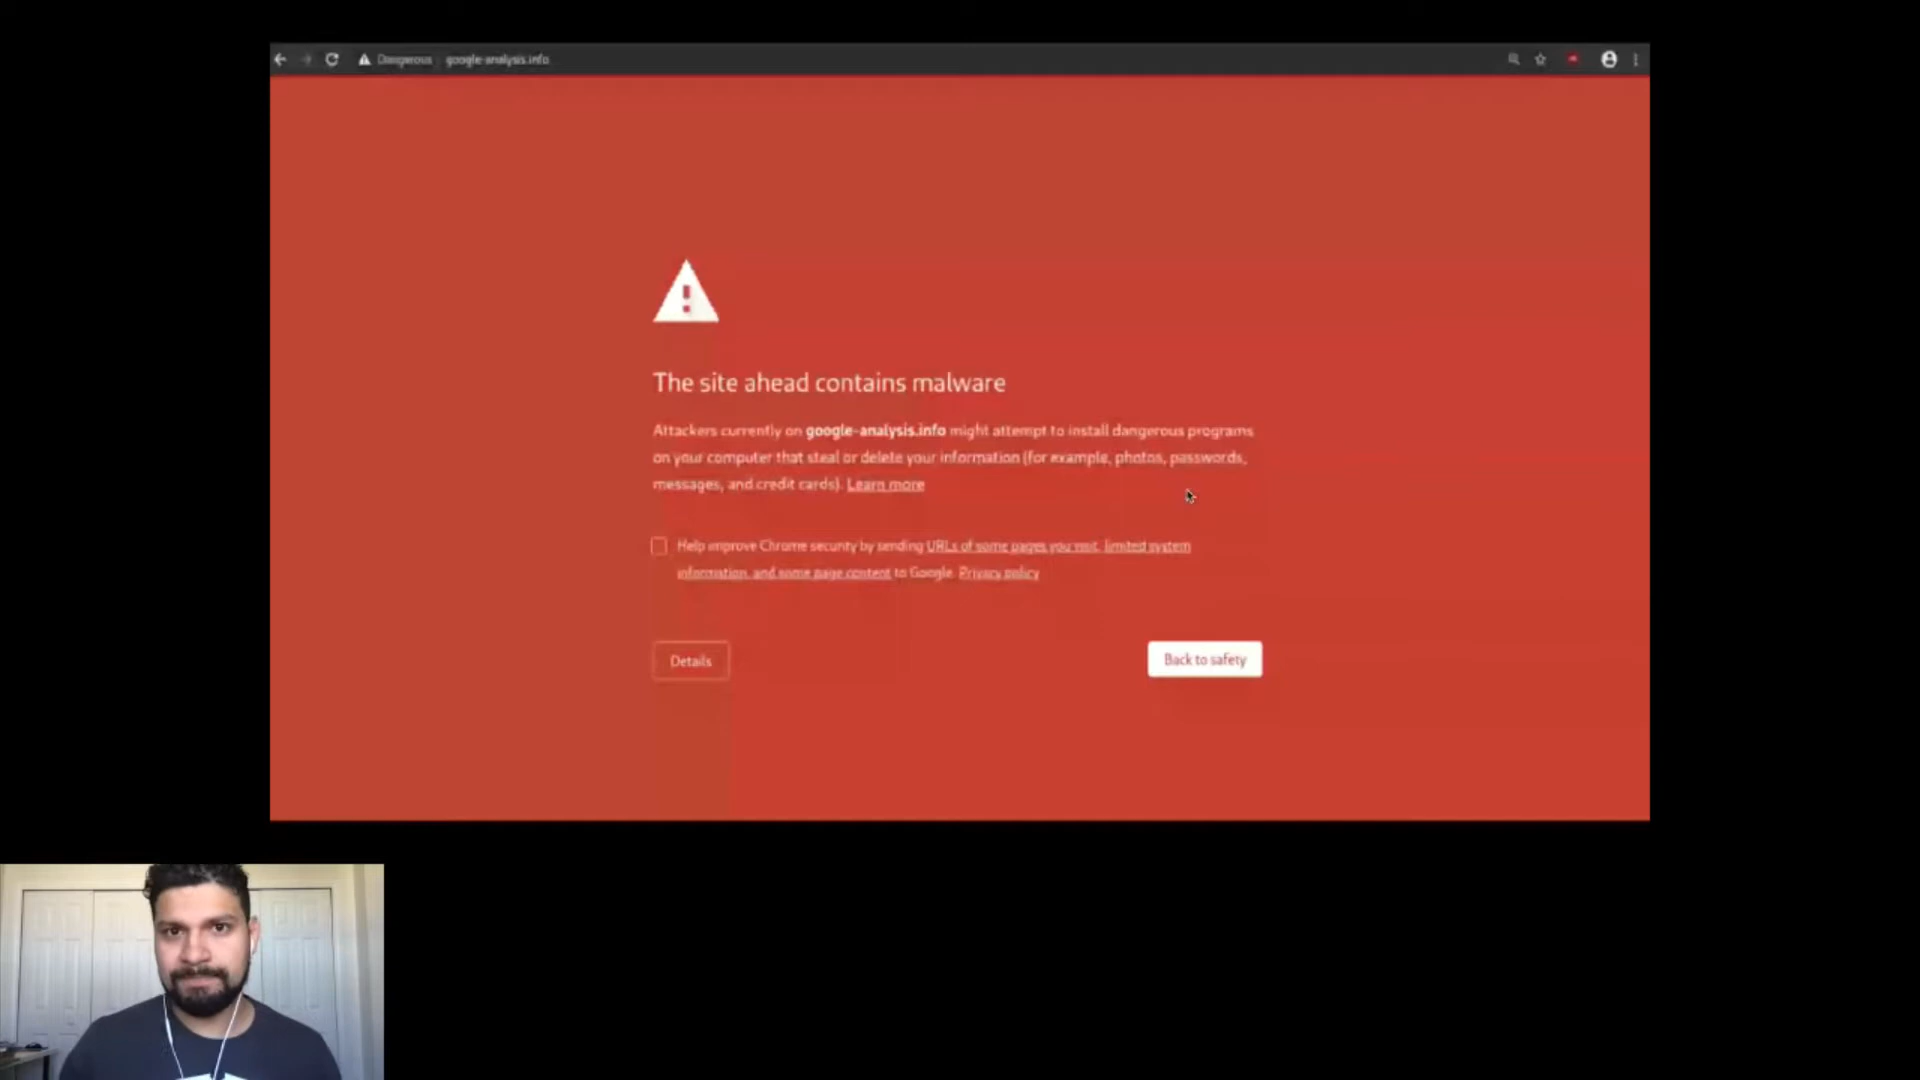 Dangerous google-analysis.info
The site ahead contains malware
Attackers currently on google-analysis.info might attempt to install dangerous programs
on your computer that steal or delete your information (for example, photos, passwords,
messages, and credit cards). Learn more
Help improve Chrome security by sending URLs of some pages you visit, limited system
information, and some page content to Google. Privacy policy
Details
Back to safety